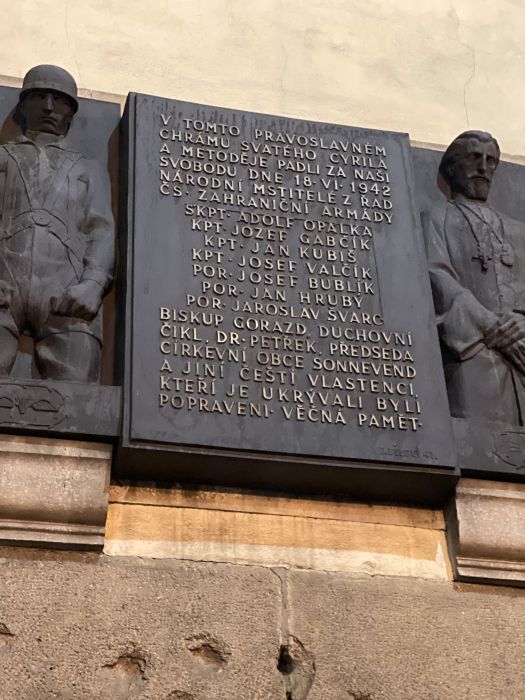 V TOMTO PRAVOSLAVNÉM
CHRÁMU SVATÉHO CYRILA
A METODĚJE PADLI ZA NAŠI
SVOBODU DNE 18·VI·1942
NÁRODNÍ MSTITELÉ Z ŘAD
ČS. ZAHRANIČNÍ ARMÁDY
ŠKPT· ADOLF OPÁLKA
KPT· JOZEF GABČÍK
KPT· JAN KUBIŠ
KPT· JOSEF VALČÍK
POR· JOSEF BUBLÍK
POR· JAN HRUBÝ
POR· JAROSLAV ŠVARC
BISKUP GORAZD, DUCHOVNÍ
ČIKL, DR· PETŘEK, PŘEDSEDA
CÍRKEVNÍ OBCE SONNEVEND
A JINÍ ČEŠTÍ VLASTENCI,
KTEŘÍ JE UKRÝVALI BYLI
POPRAVENI· VĚČNÁ PAMĚT·